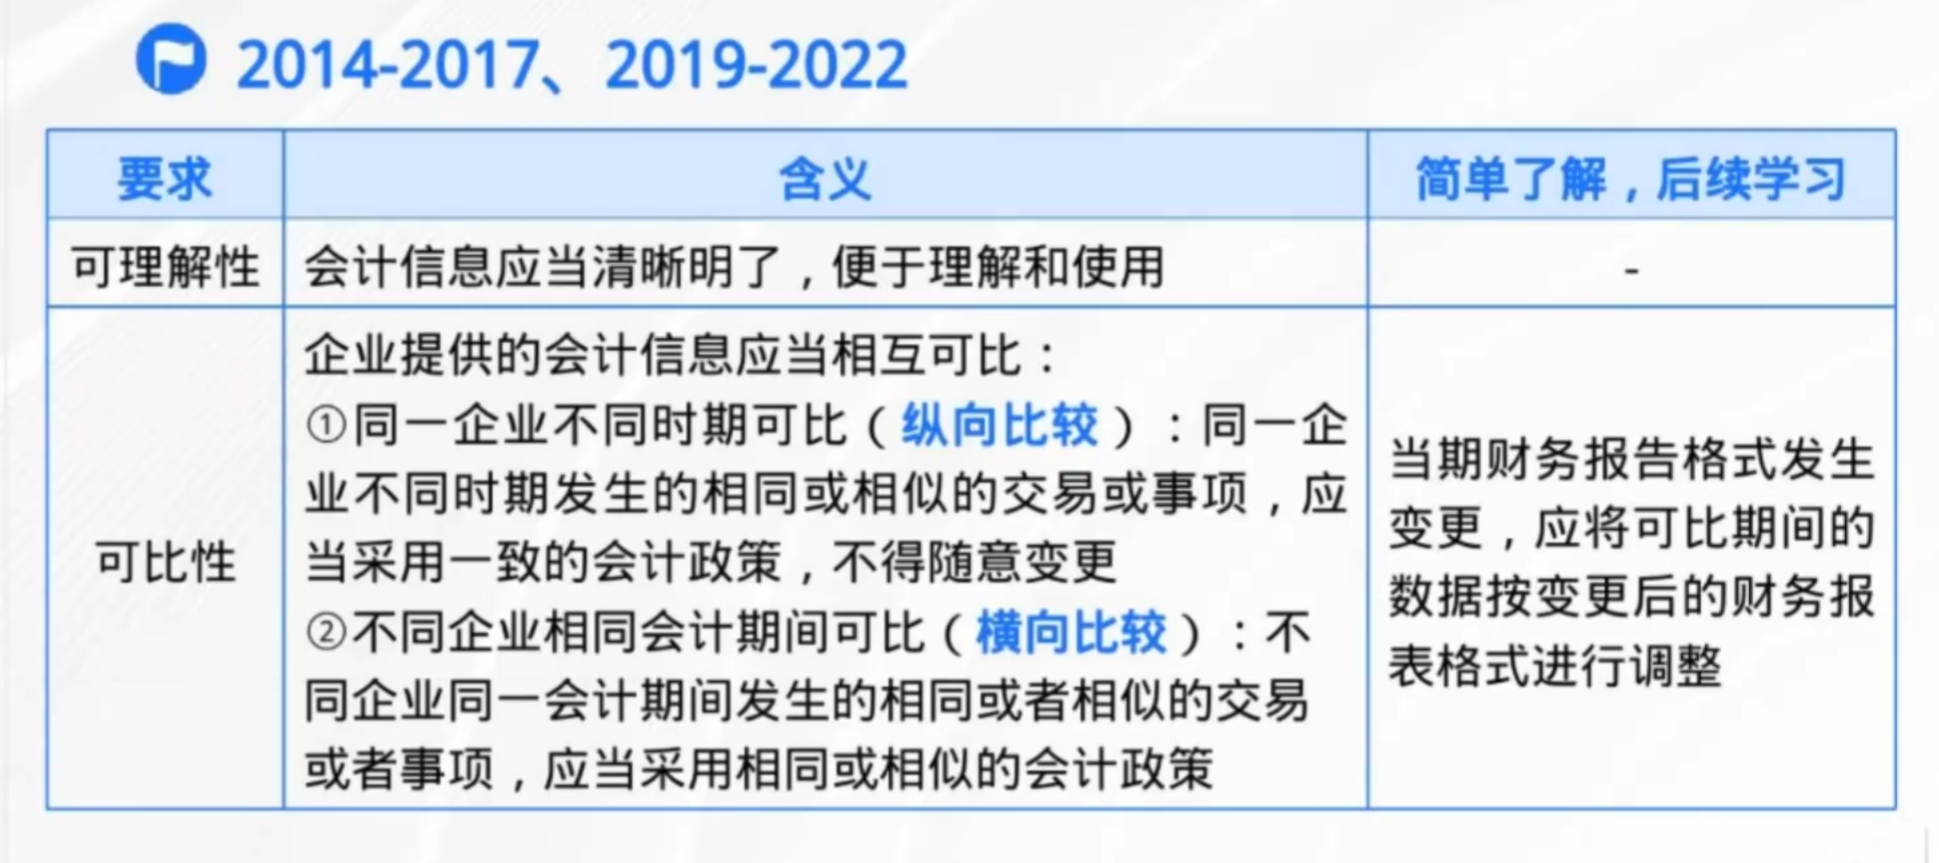 2014-2017、2019-2022
要求
含义
简单了解，后续学习
可理解性
会计信息应当清晰明了，便于理解和使用
-
可比性
企业提供的会计信息应当相互可比：
①同一企业不同时期可比（纵向比较）：同一企
业不同时期发生的相同或相似的交易或事项，应
当采用一致的会计政策，不得随意变更
②不同企业相同会计期间可比（横向比较）：不
同企业同一会计期间发生的相同或者相似的交易
或者事项，应当采用相同或相似的会计政策
当期财务报告格式发生
变更，应将可比期间的
数据按变更后的财务报
表格式进行调整